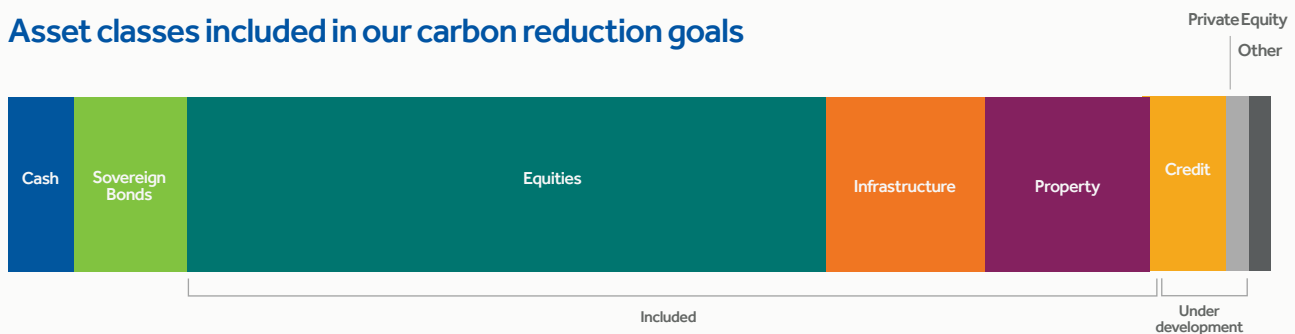 Asset classes included in our carbon reduction goals
Private Equity
Other
Cash
Sovereign
Bonds
Equities
Infrastructure
Property
Credit
Included
Under
development